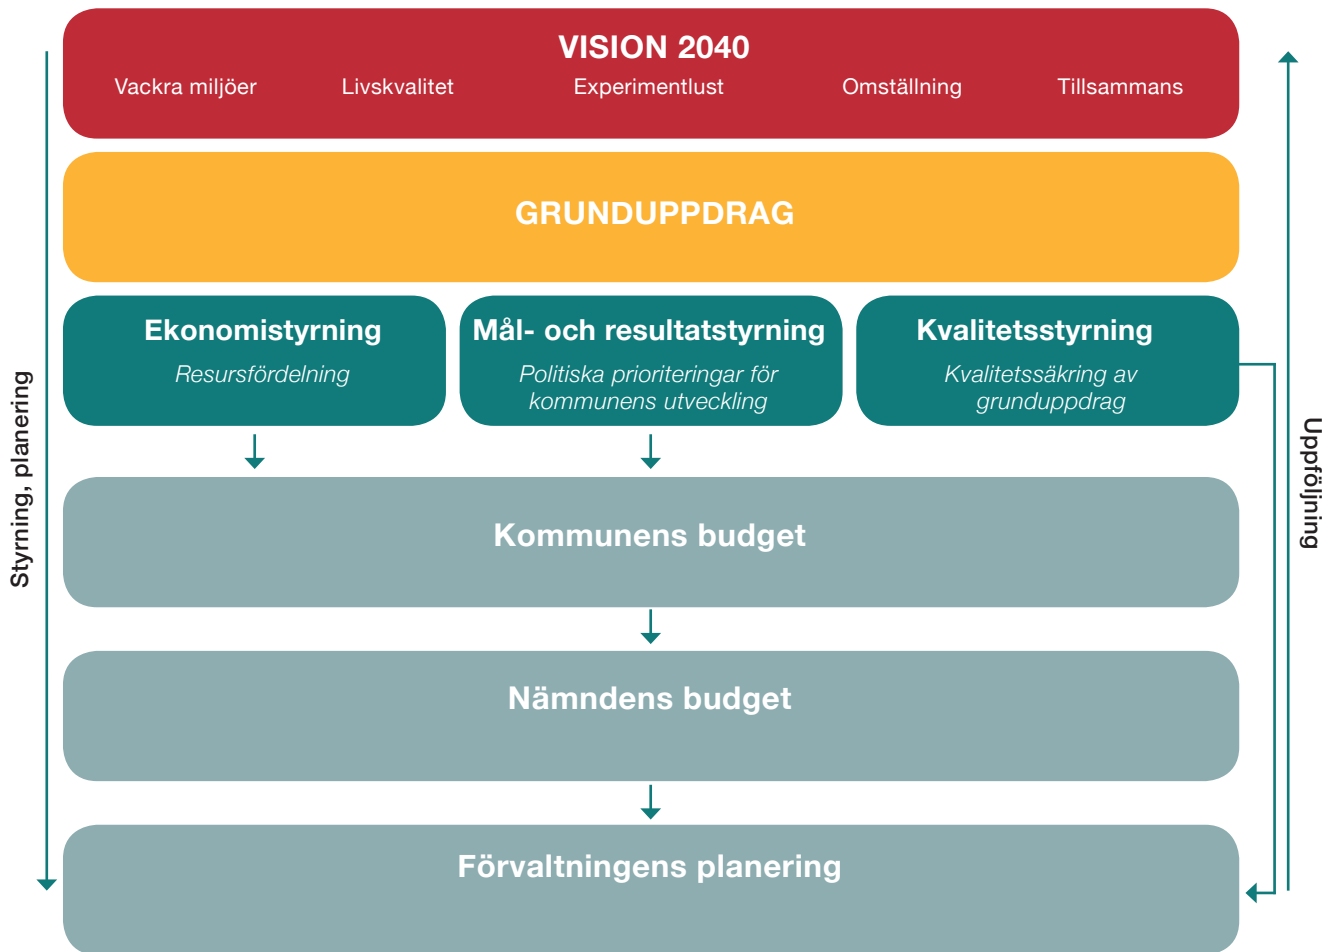 VISION 2040
Vackra miljöer Livskvalitet Experimentlust Omställning Tillsammans
GRUNDUPPDRAG
Ekonomistyrning
Resursfördelning
Mål- och resultatstyrning
Politiska prioriteringar för
kommunens utveckling
Kvalitetsstyrning
Kvalitetssäkring av
grunduppdrag
Styrning, planering
Uppföljning
Kommunens budget
Nämndens budget
Förvaltningens planering